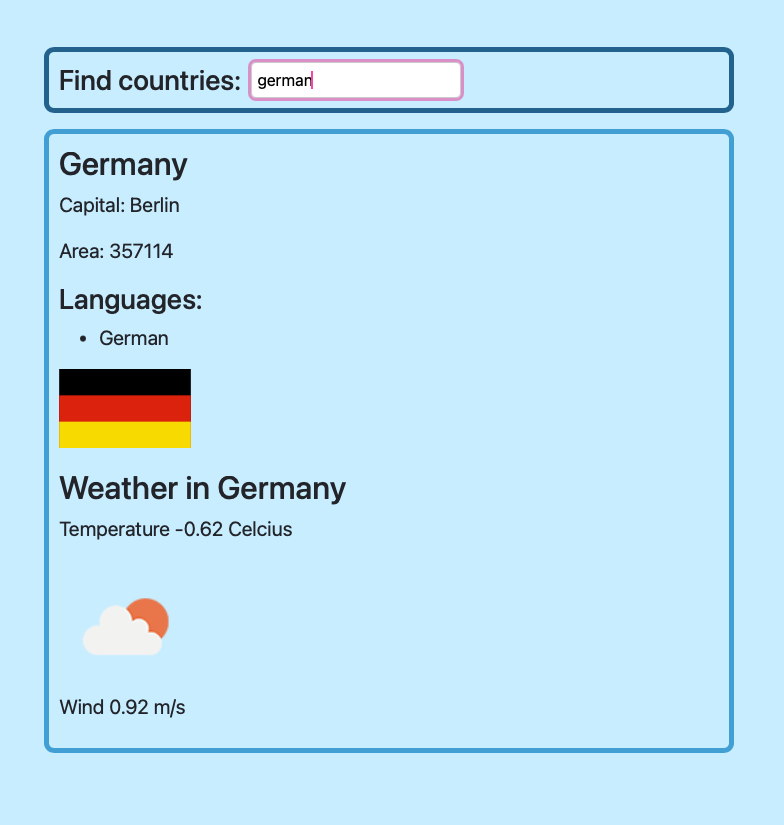 Find countries: german
Germany
Capital: Berlin
Area: 357114
Languages:
• German
Weather in Germany
Temperature -0.62 Celcius
Wind 0.92 m/s